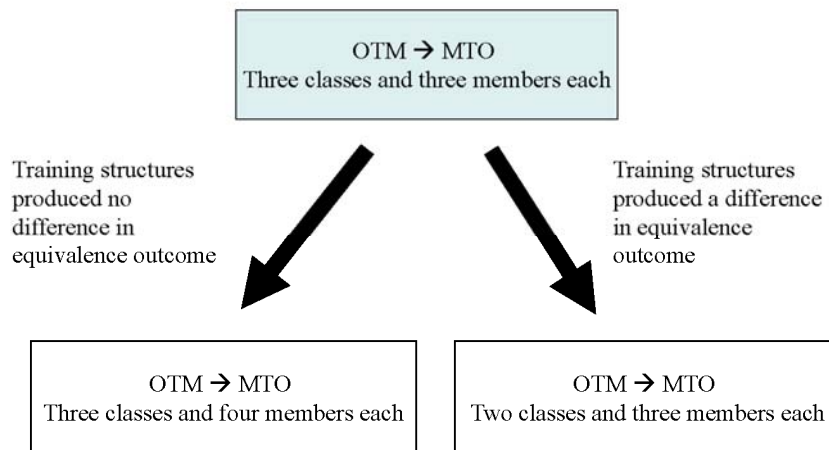 OTM → MTO
Three classes and three members each
Training structures
produced no
difference in
equivalence outcome
Training structures
produced a difference
in equivalence
outcome
OTM → MTO
Three classes and four members each
OTM → MTO
Two classes and three members each